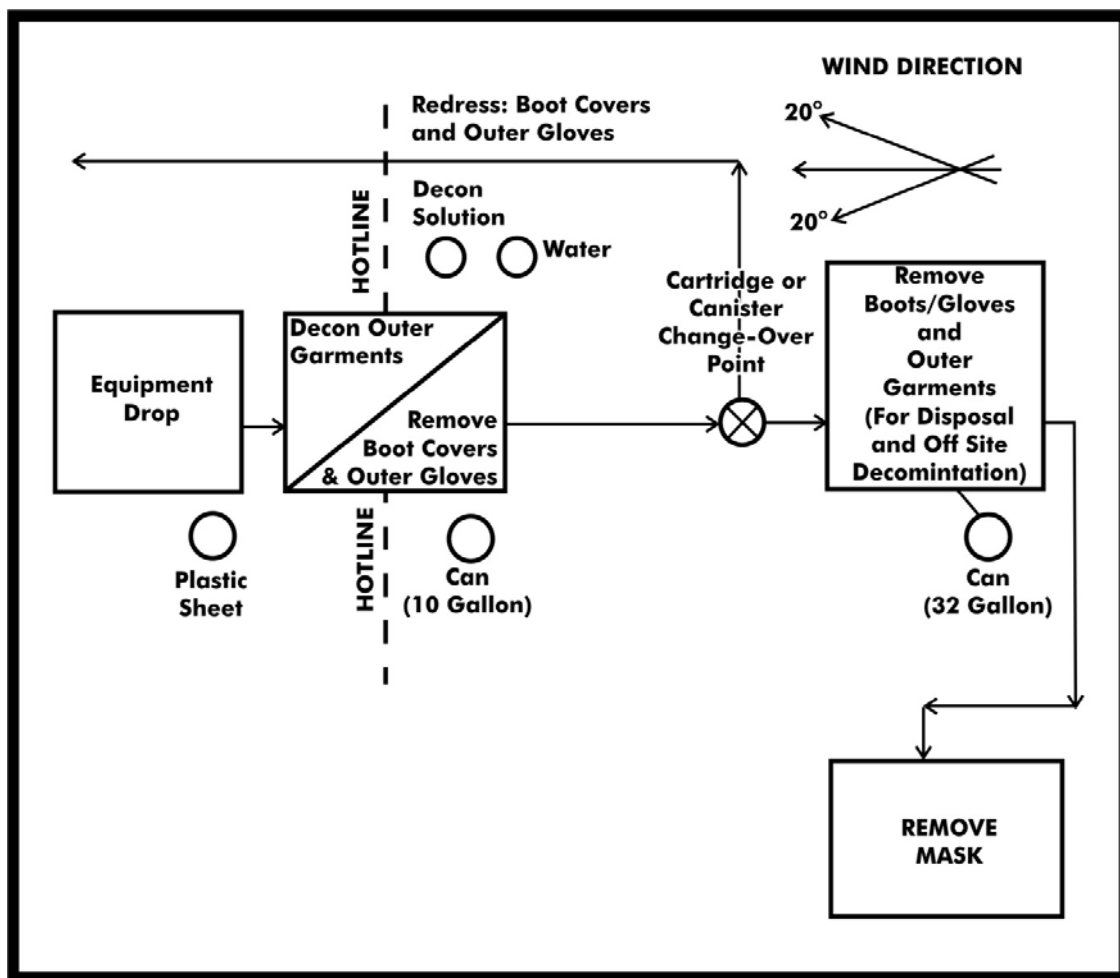 WIND DIRECTION
20°
20°
Redress: Boot Covers
and Outer Gloves
HOTLINE
Decon
Solution
Water
Equipment
Drop
Decon Outer
Garments
Remove
Boot Covers
& Outer Gloves
Cartridge or
Canister
Change-Over
Point
Remove
Boots/Gloves
and
Outer
Garments
(For Disposal
and Off Site
Decomintation)
Plastic
Sheet
HOTLINE
Can
(10 Gallon)
Can
(32 Gallon)
REMOVE
MASK